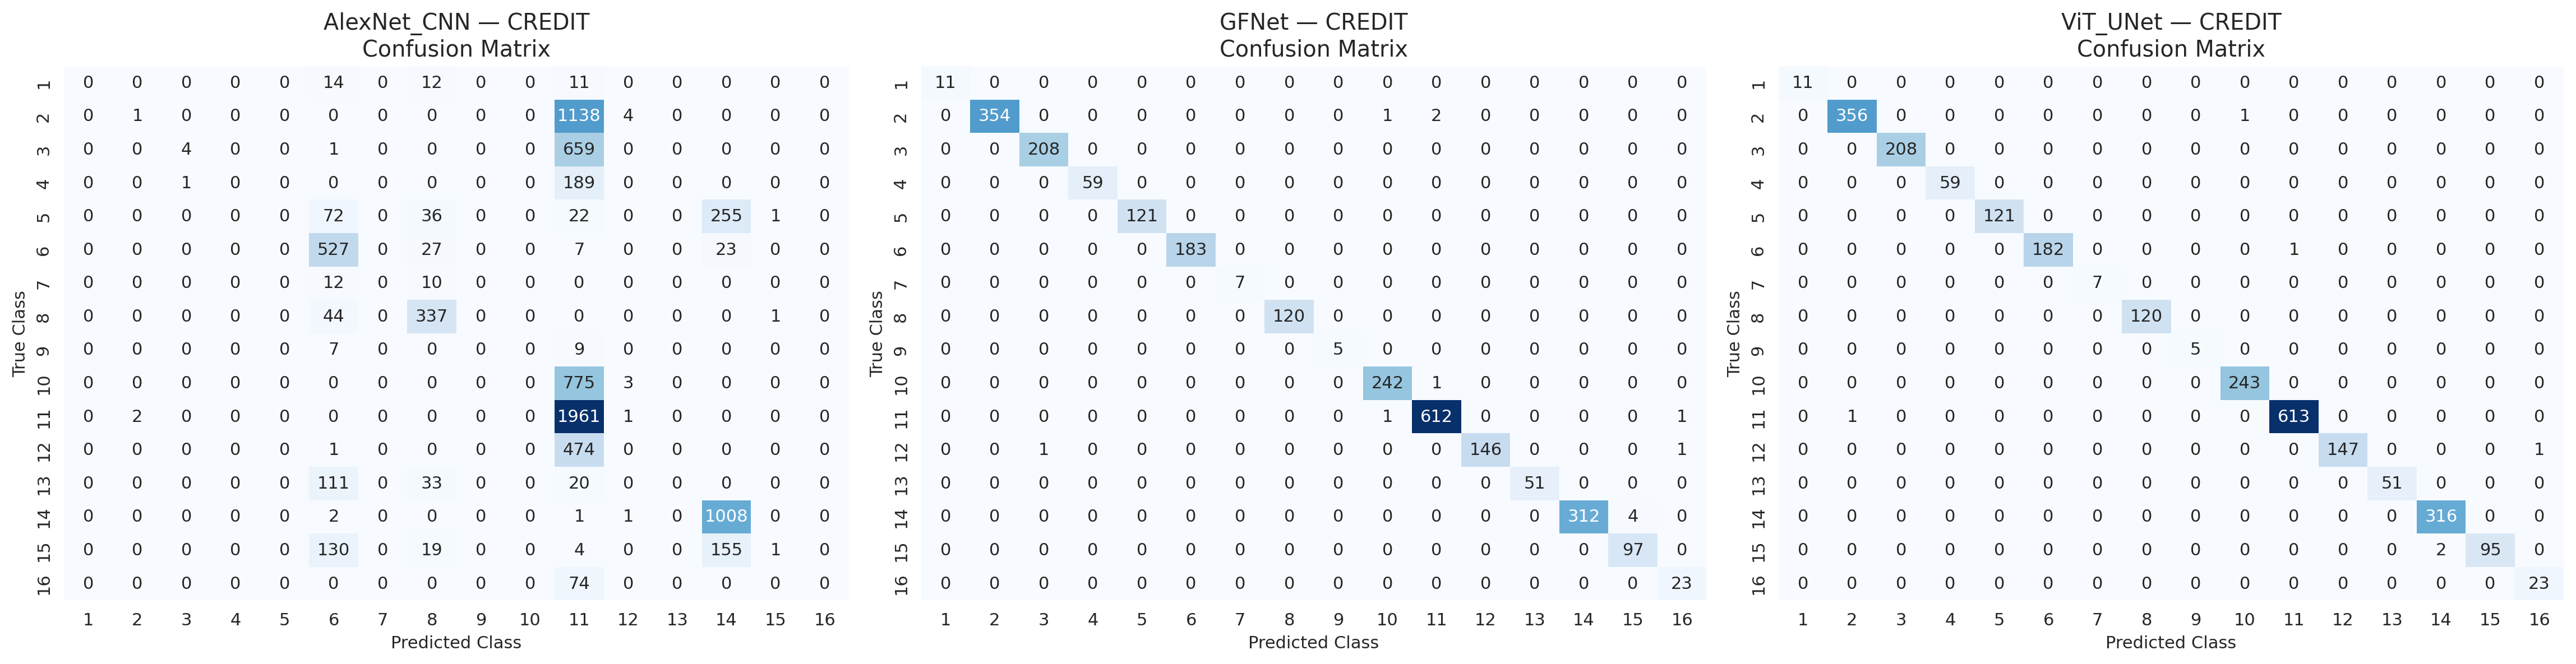 AlexNet_CNN — CREDIT
Confusion Matrix
1 0 0 0 0 0 14 0 12 0 0 11 0 0 0 0 0
2 0 1 0 0 0 0 0 0 0 0 1138 4 0 0 0 0
3 0 0 4 0 0 1 0 0 0 0 659 0 0 0 0 0
4 0 0 1 0 0 0 0 0 0 0 189 0 0 0 0 0
5 0 0 0 0 0 72 0 36 0 0 22 0 0 255 1 0
6 0 0 0 0 0 527 0 27 0 0 7 0 0 23 0 0
7 0 0 0 0 0 12 0 10 0 0 0 0 0 0 0 0
8 0 0 0 0 0 44 0 337 0 0 0 0 0 0 1 0
9 0 0 0 0 0 7 0 0 0 0 9 0 0 0 0 0
10 0 0 0 0 0 0 0 0 0 0 775 3 0 0 0 0
11 0 2 0 0 0 0 0 0 0 0 1961 1 0 0 0 0
12 0 0 0 0 0 1 0 0 0 0 474 0 0 0 0 0
13 0 0 0 0 0 111 0 33 0 0 20 0 0 0 0 0
14 0 0 0 0 0 2 0 0 0 0 1 1 0 1008 0 0
15 0 0 0 0 0 130 0 19 0 0 4 0 0 155 1 0
16 0 0 0 0 0 0 0 0 0 0 74 0 0 0 0 0
1 2 3 4 5 6 7 8 9 10 11 12 13 14 15 16
True Class
Predicted Class
GFNet — CREDIT
Confusion Matrix
1 11 0 0 0 0 0 0 0 0 0 0 0 0 0 0 0
2 0 354 0 0 0 0 0 0 0 1 2 0 0 0 0 0
3 0 0 208 0 0 0 0 0 0 0 0 0 0 0 0 0
4 0 0 0 59 0 0 0 0 0 0 0 0 0 0 0 0
5 0 0 0 0 121 0 0 0 0 0 0 0 0 0 0 0
6 0 0 0 0 0 183 0 0 0 0 0 0 0 0 0 0
7 0 0 0 0 0 0 7 0 0 0 0 0 0 0 0 0
8 0 0 0 0 0 0 0 120 0 0 0 0 0 0 0 0
9 0 0 0 0 0 0 0 0 5 0 0 0 0 0 0 0
10 0 0 0 0 0 0 0 0 0 242 1 0 0 0 0 0
11 0 0 0 0 0 0 0 0 0 1 612 0 0 0 0 1
12 0 0 1 0 0 0 0 0 0 0 0 146 0 0 0 1
13 0 0 0 0 0 0 0 0 0 0 0 0 51 0 0 0
14 0 0 0 0 0 0 0 0 0 0 0 0 0 312 4 0
15 0 0 0 0 0 0 0 0 0 0 0 0 0 0 97 0
16 0 0 0 0 0 0 0 0 0 0 0 0 0 0 0 23
1 2 3 4 5 6 7 8 9 10 11 12 13 14 15 16
True Class
Predicted Class
ViT_UNet — CREDIT
Confusion Matrix
1 11 0 0 0 0 0 0 0 0 0 0 0 0 0 0 0
2 0 356 0 0 0 0 0 0 0 1 0 0 0 0 0 0
3 0 0 208 0 0 0 0 0 0 0 0 0 0 0 0 0
4 0 0 0 59 0 0 0 0 0 0 0 0 0 0 0 0
5 0 0 0 0 121 0 0 0 0 0 0 0 0 0 0 0
6 0 0 0 0 0 182 0 0 0 0 1 0 0 0 0 0
7 0 0 0 0 0 0 7 0 0 0 0 0 0 0 0 0
8 0 0 0 0 0 0 0 120 0 0 0 0 0 0 0 0
9 0 0 0 0 0 0 0 0 5 0 0 0 0 0 0 0
10 0 0 0 0 0 0 0 0 0 243 0 0 0 0 0 0
11 0 1 0 0 0 0 0 0 0 0 613 0 0 0 0 0
12 0 0 0 0 0 0 0 0 0 0 0 147 0 0 0 1
13 0 0 0 0 0 0 0 0 0 0 0 0 51 0 0 0
14 0 0 0 0 0 0 0 0 0 0 0 0 0 316 0 0
15 0 0 0 0 0 0 0 0 0 0 0 0 0 2 95 0
16 0 0 0 0 0 0 0 0 0 0 0 0 0 0 0 23
1 2 3 4 5 6 7 8 9 10 11 12 13 14 15 16
True Class
Predicted Class